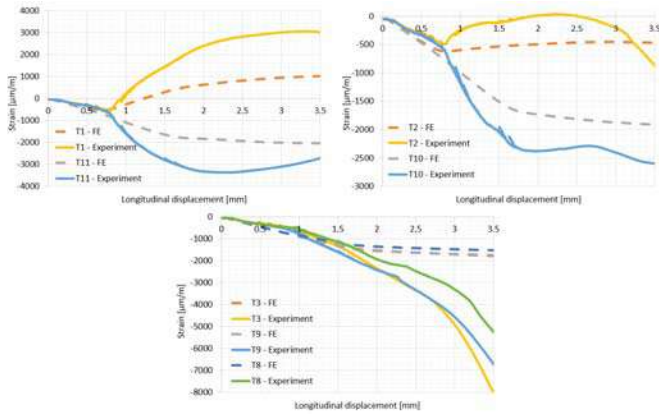 4000
3000
2000
1000
0
-1000
-2000
-3000
-4000
Strain [µm/m]
0 0.5 1 1.5 2 2.5 3 3.5
T1 - FE
T1 - Experiment
T11 - FE
T11 - Experiment
Longitudinal displacement [mm]
0
-500
-1000
-1500
-2000
-2500
-3000
Strain [µm/m]
0 0.5 1 1.5 2 2.5 3 3.5
T2 - FE
T2 - Experiment
T10 - FE
T10 - Experiment
Longitudinal displacement [mm]
0
-1000
-2000
-3000
-4000
-5000
-6000
-7000
-8000
Strain [µm/m]
0 0.5 1 1.5 2 2.5 3 3.5
T3 - FE
T3 - Experiment
T9 - FE
T9 - Experiment
T8 - FE
T8 - Experiment
Longitudinal displacement [mm]